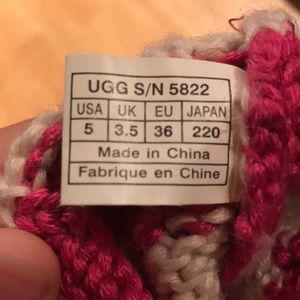 UGG S/N 5822
USA UK EU JAPAN
5 3.5 36 220
Made in China
Fabrique en Chine